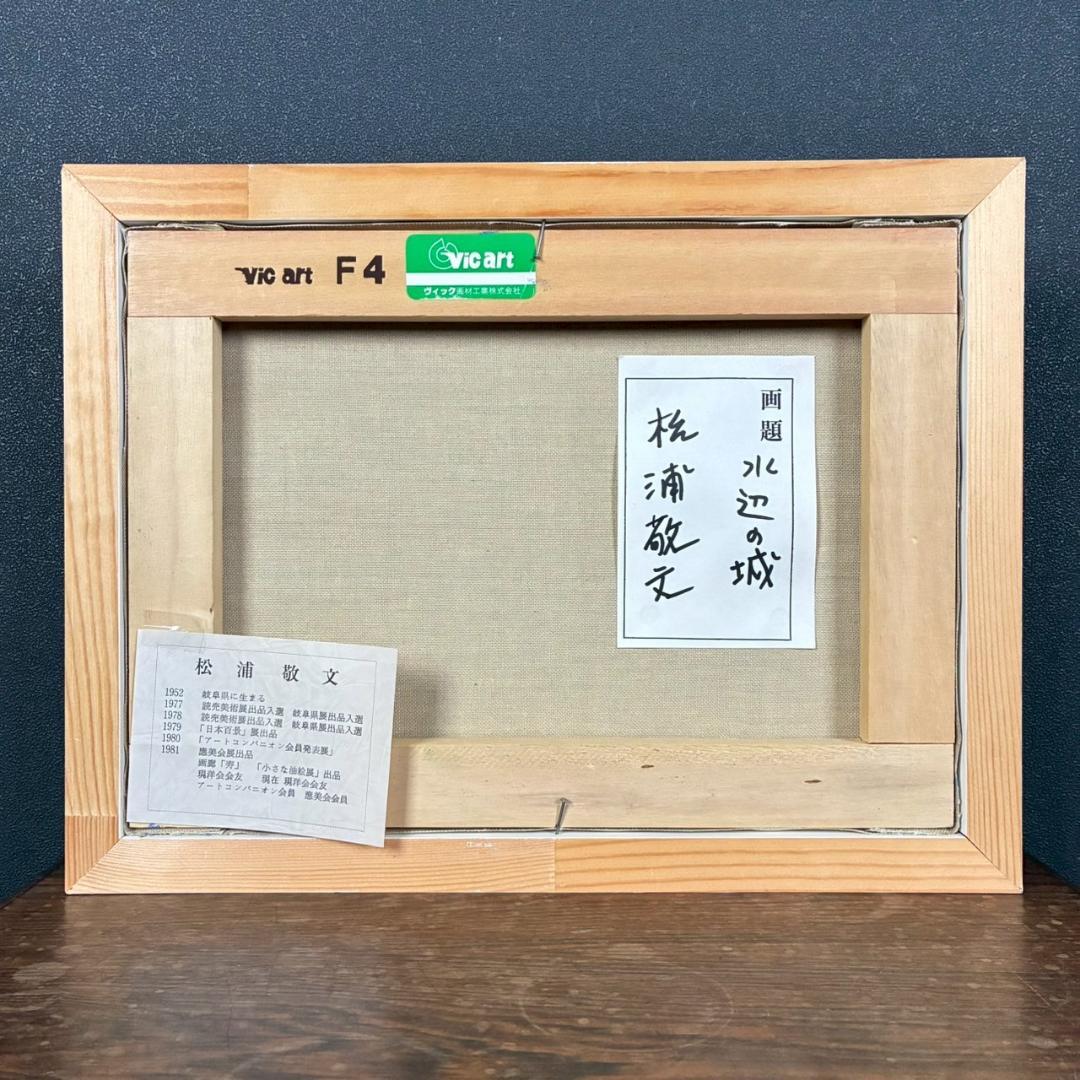 Vic art F4
Vic art
ヴィック画材工業株式会社
画題 水辺の城
松浦敬文
松浦敬文
1952 岐阜県に生まる
1977 読売美術展出品入選 岐阜県展出品入選
1978 読売美術展出品入選 岐阜県展出品入選
1979 「日本百景」展出品
1980 「アートコンパニオン会員発表展」
1981 應美会展出品
画廊「寿」 「小さな油絵展」出品
現洋会会友 現在 現洋会会友
アートコンパニオン会員 應美会会員